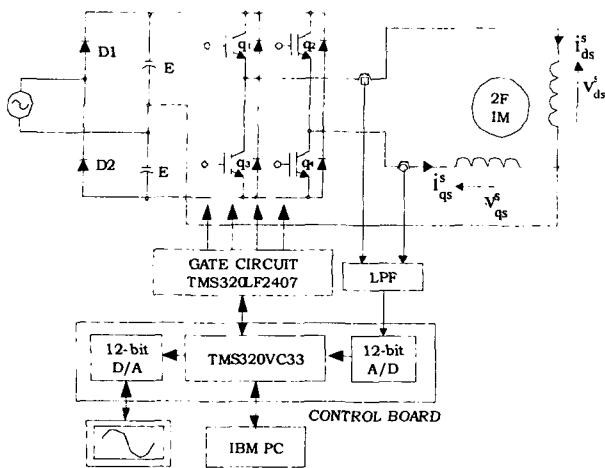 D1
E
q₁
q₂
i^s_ds
V^s_ds
2F
IM
D2
E
q₃
q₄
i^s_qs
V^s_qs
GATE CIRCUIT
TMS320LF2407
LPF
12-bit
D/A
TMS320VC33
12-bit
A/D
CONTROL BOARD
IBM PC